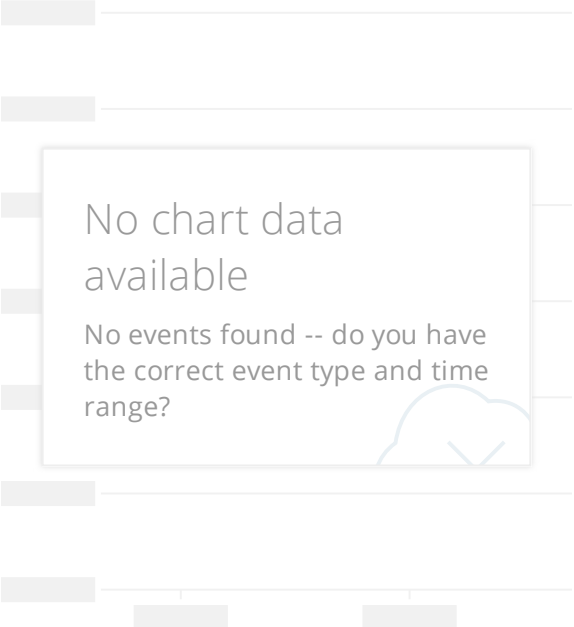 No chart data
available
No events found -- do you have
the correct event type and time
range?